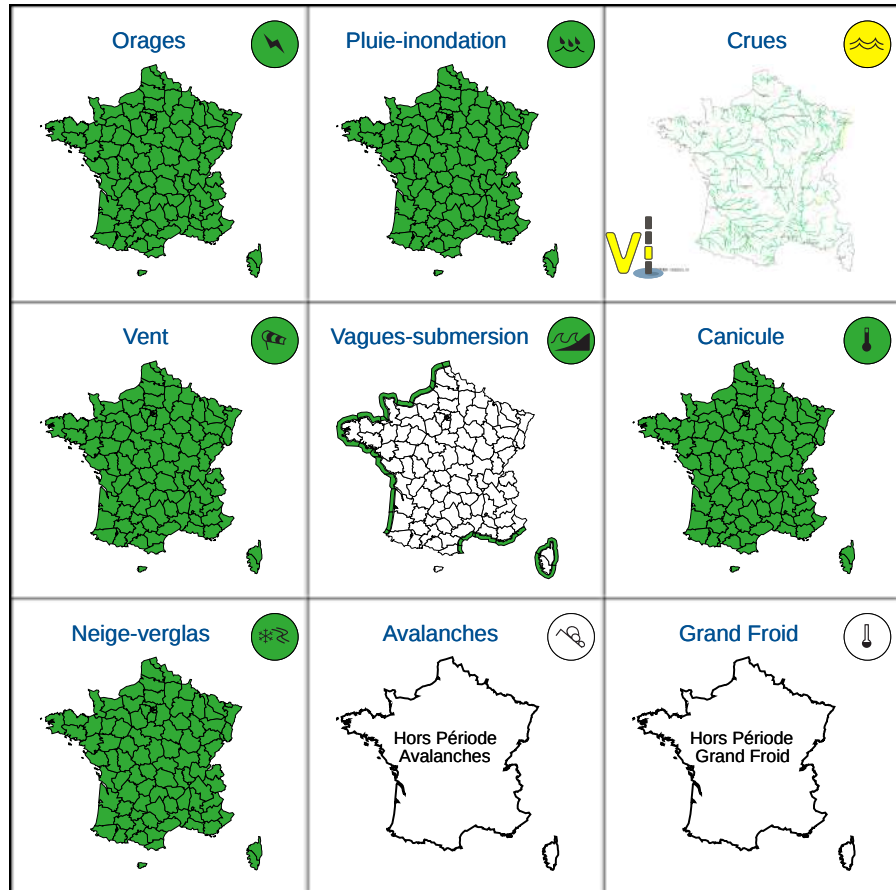 Orages
Pluie-inondation
Crues
Vi
Vent
Vagues-submersion
Canicule
Neige-verglas
Avalanches
Grand Froid
Hors Période
Avalanches
Hors Période
Grand Froid